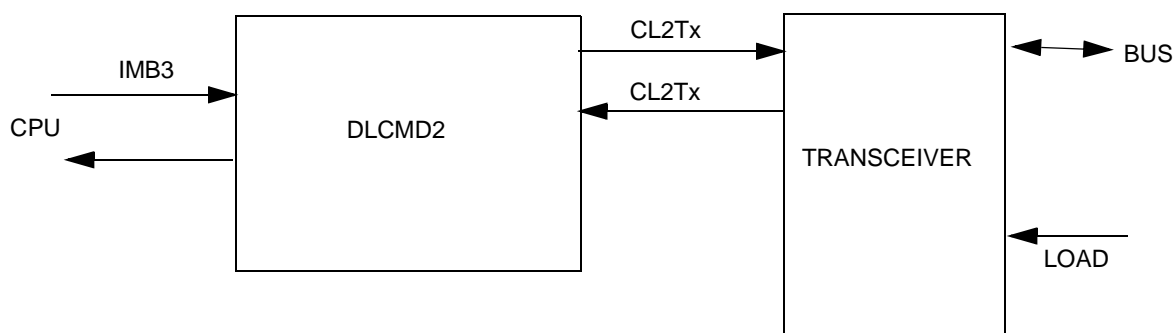 CL2Tx
BUS
IMB3
CL2Tx
CPU
DLCMD2
TRANSCEIVER
LOAD